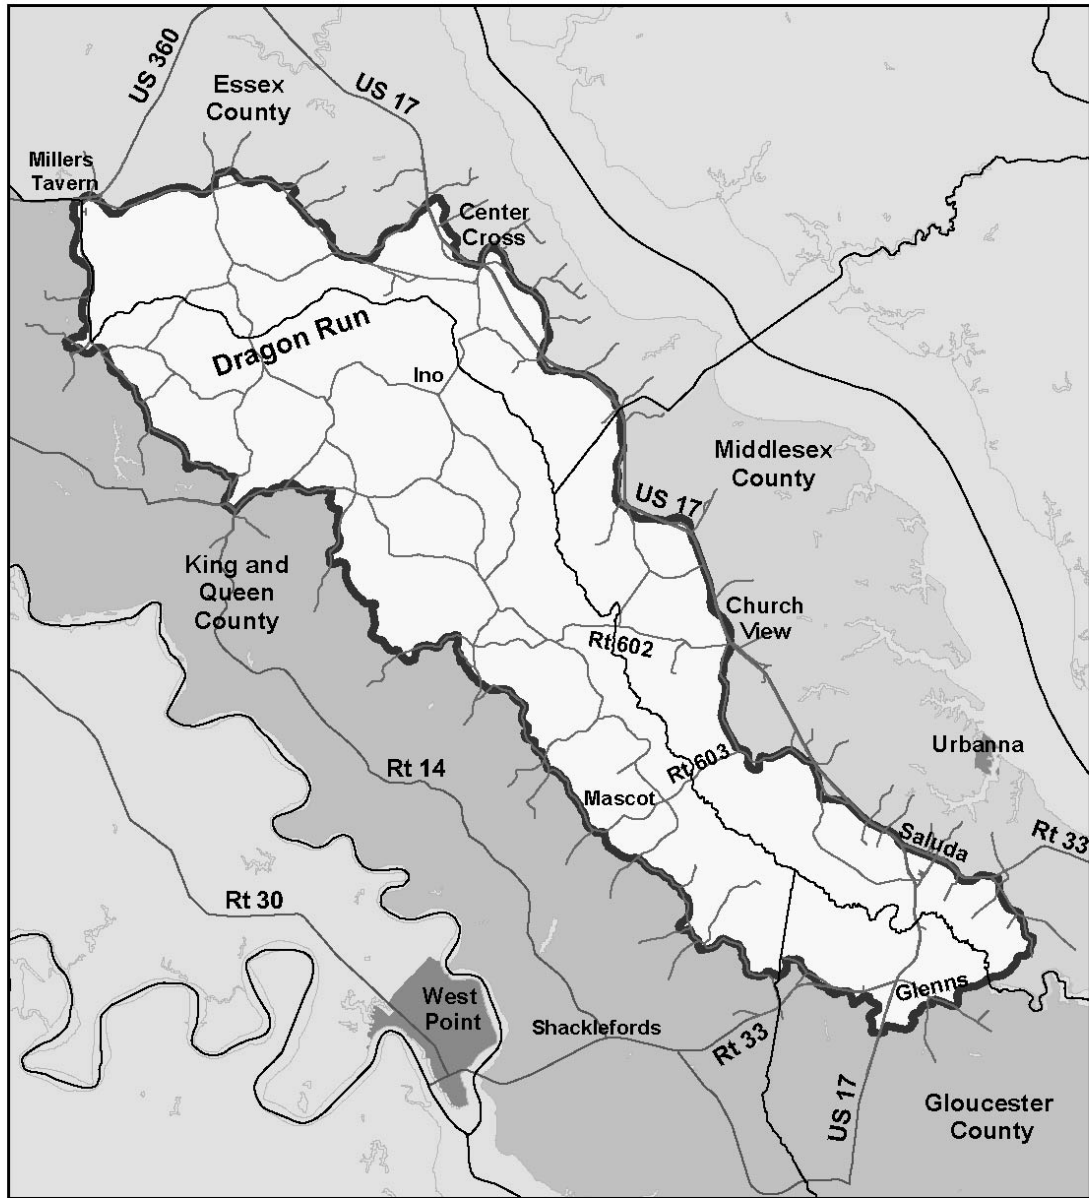 US 360
US 17
Essex
County
Millers
Tavern
Center
Cross
Dragon Run
Ino
Middlesex
County
US 17
King and
Queen
County
Church
View
Rt 602
Urbanna
Rt 603
Rt 14
Mascot
Saluda
Rt 33
Rt 30
Glenns
West
Point
Shacklefords
Rt 33
US 17
Gloucester
County